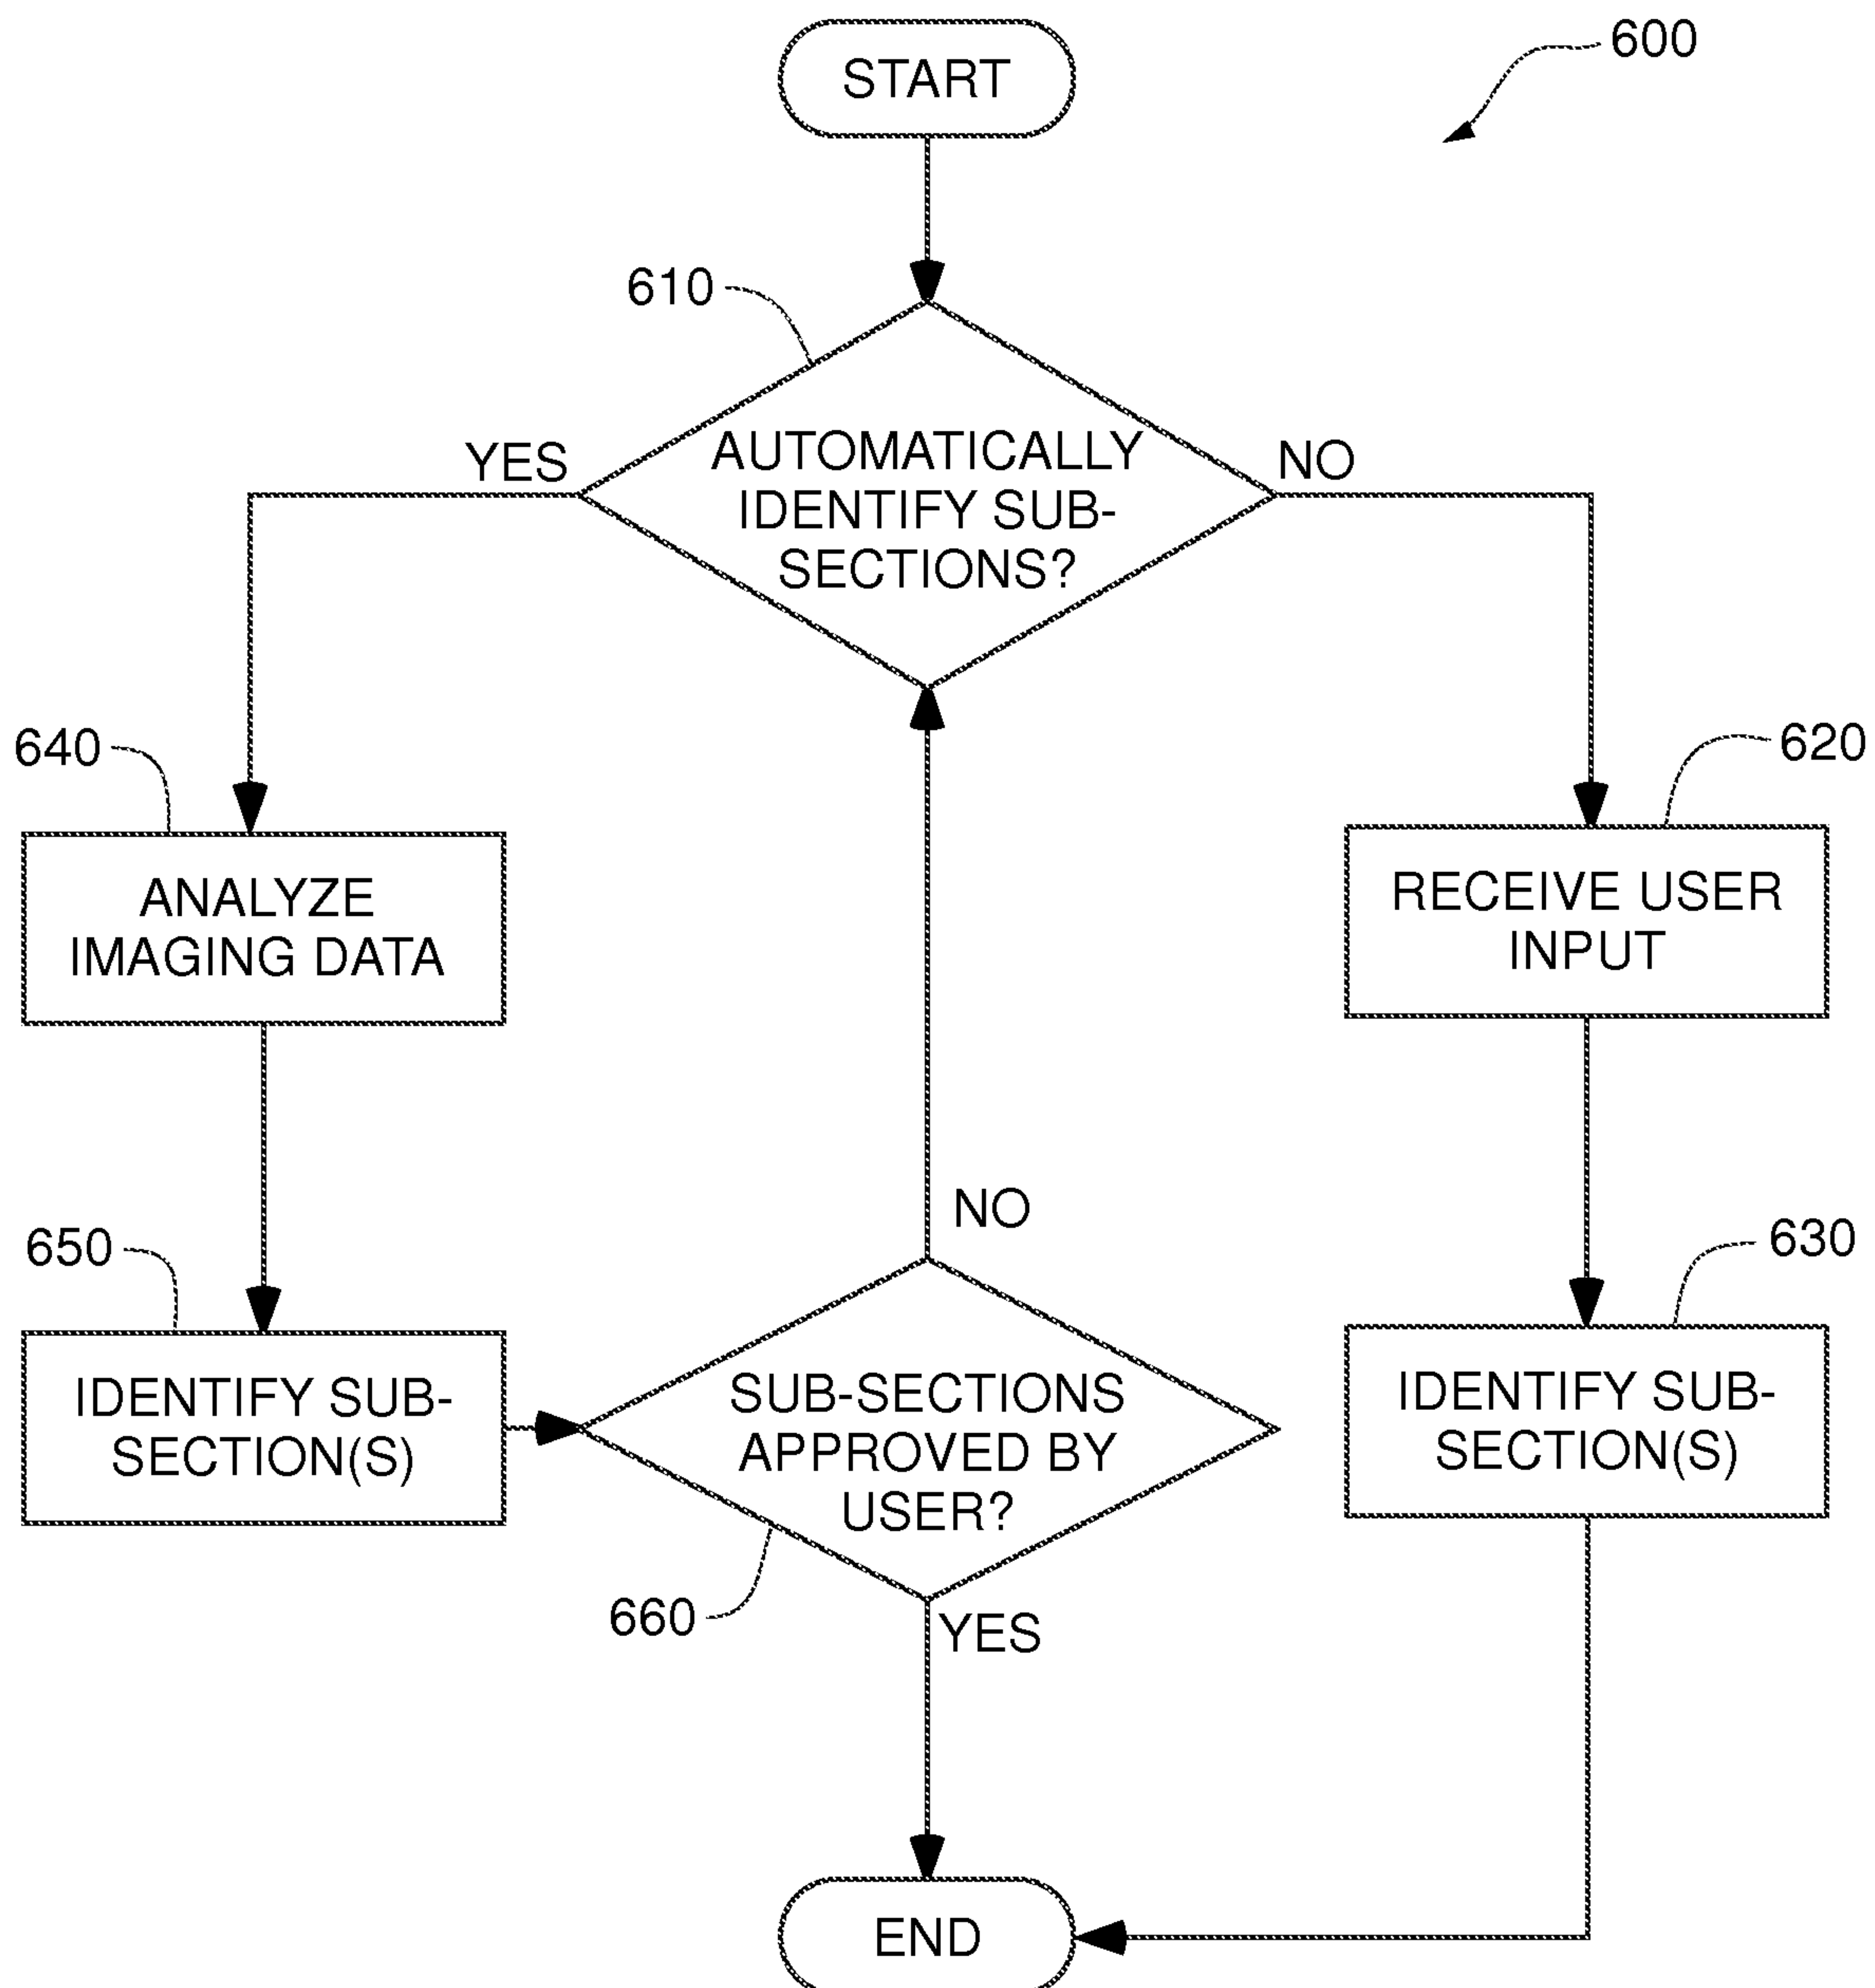 START
600
610
YES
AUTOMATICALLY
IDENTIFY SUB-
SECTIONS?
NO
640
620
ANALYZE
IMAGING DATA
RECEIVE USER
INPUT
NO
650
630
IDENTIFY SUB-
SECTION(S)
SUB-SECTIONS
APPROVED BY
USER?
IDENTIFY SUB-
SECTION(S)
660
YES
END